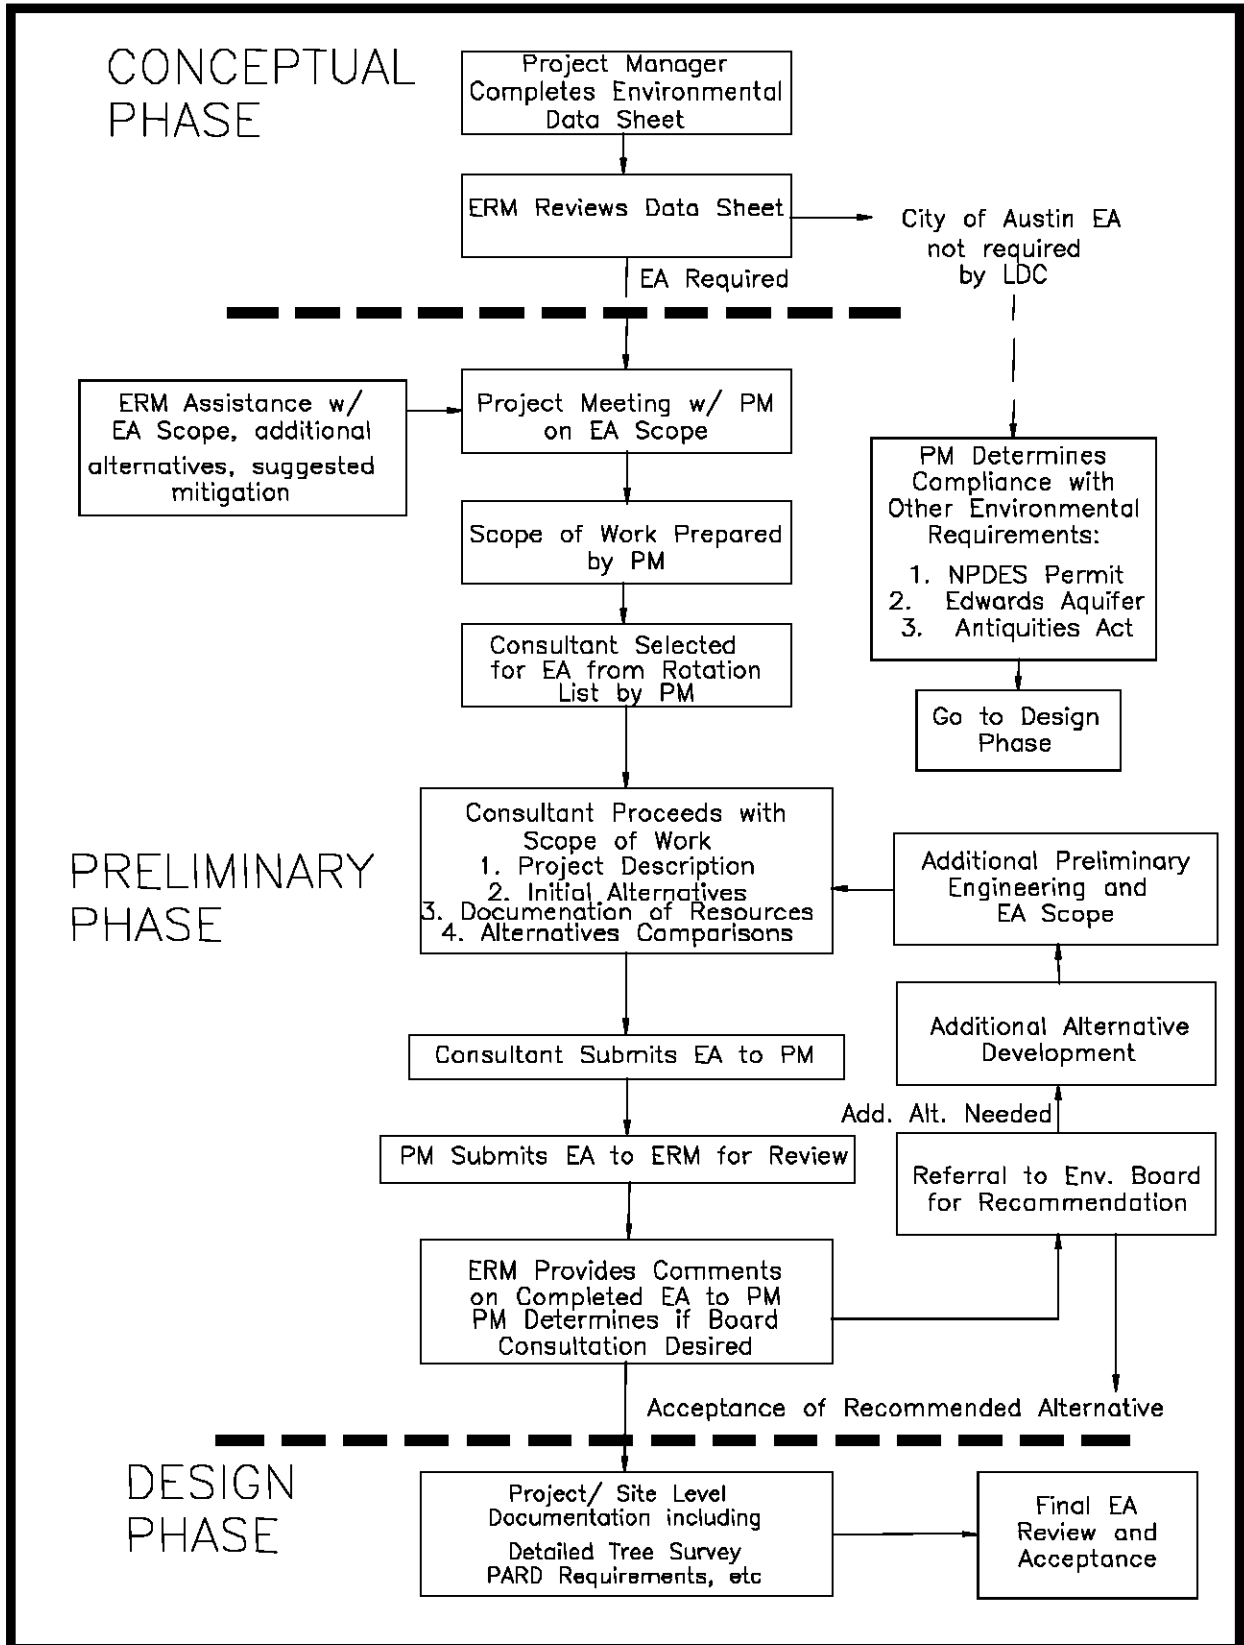 CONCEPTUAL
PHASE
Project Manager
Completes Environmental
Data Sheet
ERM Reviews Data Sheet
City of Austin EA
not required
by LDC
EA Required
ERM Assistance w/
EA Scope, additional
alternatives, suggested
mitigation
Project Meeting w/ PM
on EA Scope
PM Determines
Compliance with
Other Environmental
Requirements:
1. NPDES Permit
2. Edwards Aquifer
3. Antiquities Act
Scope of Work Prepared
by PM
Consultant Selected
for EA from Rotation
List by PM
Go to Design
Phase
PRELIMINARY
PHASE
Consultant Proceeds with
Scope of Work
1. Project Description
2. Initial Alternatives
3. Documenation of Resources
4. Alternatives Comparisons
Additional Preliminary
Engineering and
EA Scope
Additional Alternative
Development
Consultant Submits EA to PM
Add. Alt. Needed
PM Submits EA to ERM for Review
Referral to Env. Board
for Recommendation
ERM Provides Comments
on Completed EA to PM
PM Determines if Board
Consultation Desired
Acceptance of Recommended Alternative
DESIGN
PHASE
Project/ Site Level
Documentation including
Detailed Tree Survey
PARD Requirements, etc
Final EA
Review and
Acceptance